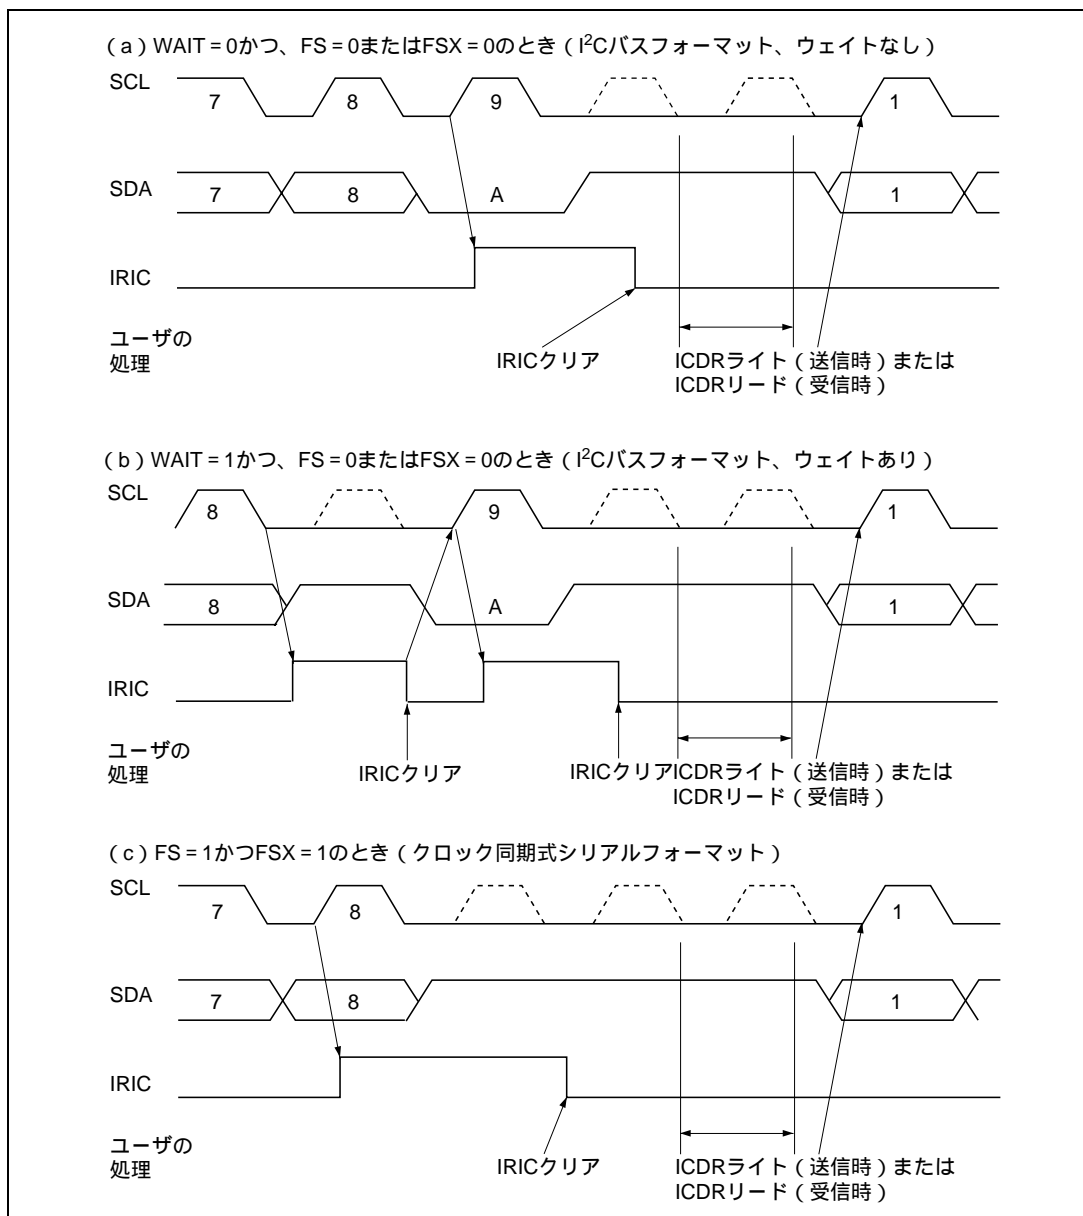 (a) WAIT = 0かつ、FS = 0またはFSX = 0のとき(I²Cバスフォーマット、ウェイトなし)
SCL
7 8 9 1
SDA
7 8 A 1
IRIC
ユーザの
処理
IRICクリア
ICDRライト(送信時)または
ICDRリード(受信時)
(b) WAIT = 1かつ、FS = 0またはFSX = 0のとき(I²Cバスフォーマット、ウェイトあり)
SCL
8 9 1
SDA
8 A 1
IRIC
ユーザの
処理
IRICクリア
IRICクリア
ICDRライト(送信時)または
ICDRリード(受信時)
(c) FS = 1かつFSX = 1のとき(クロック同期式シリアルフォーマット)
SCL
7 8 1
SDA
7 8 1
IRIC
ユーザの
処理
IRICクリア
ICDRライト(送信時)または
ICDRリード(受信時)